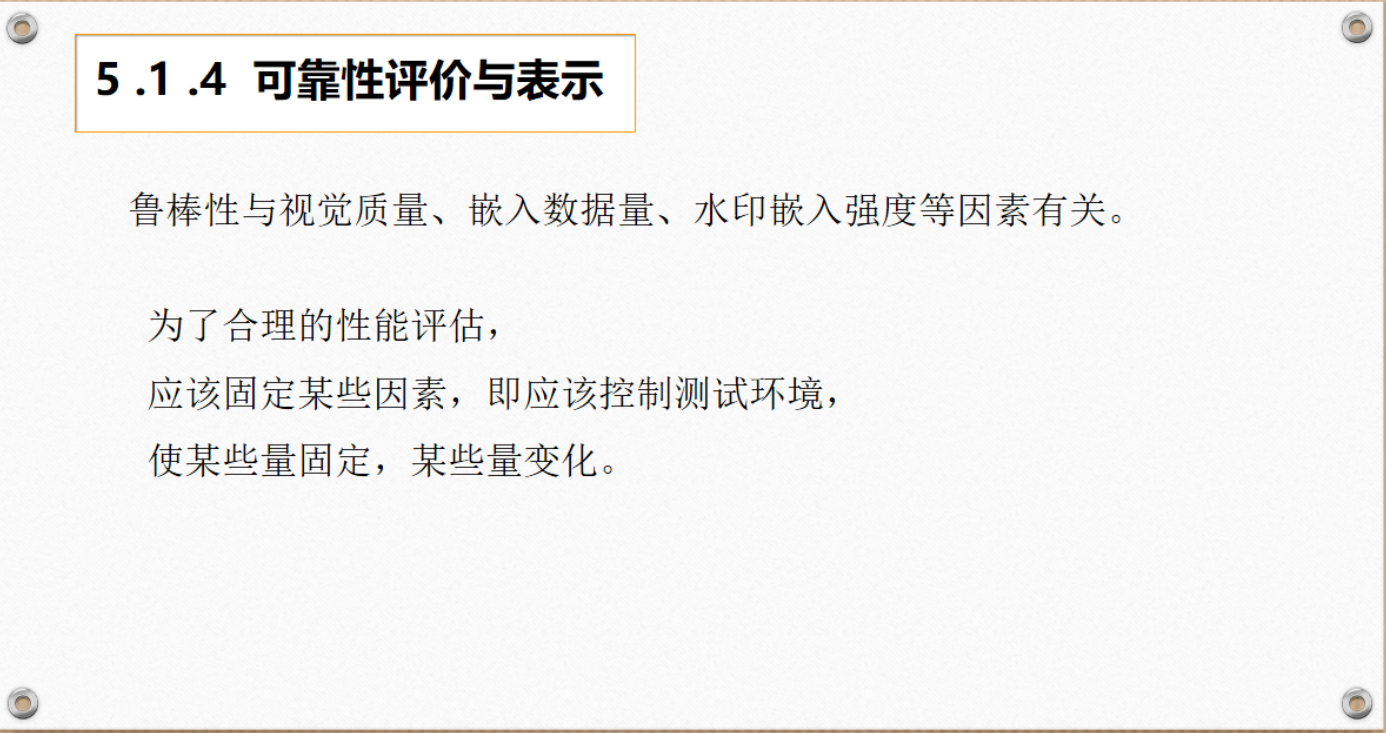 5 .1 .4 可靠性评价与表示
鲁棒性与视觉质量、嵌入数据量、水印嵌入强度等因素有关。
为了合理的性能评估，
应该固定某些因素，即应该控制测试环境，
使某些量固定，某些量变化。